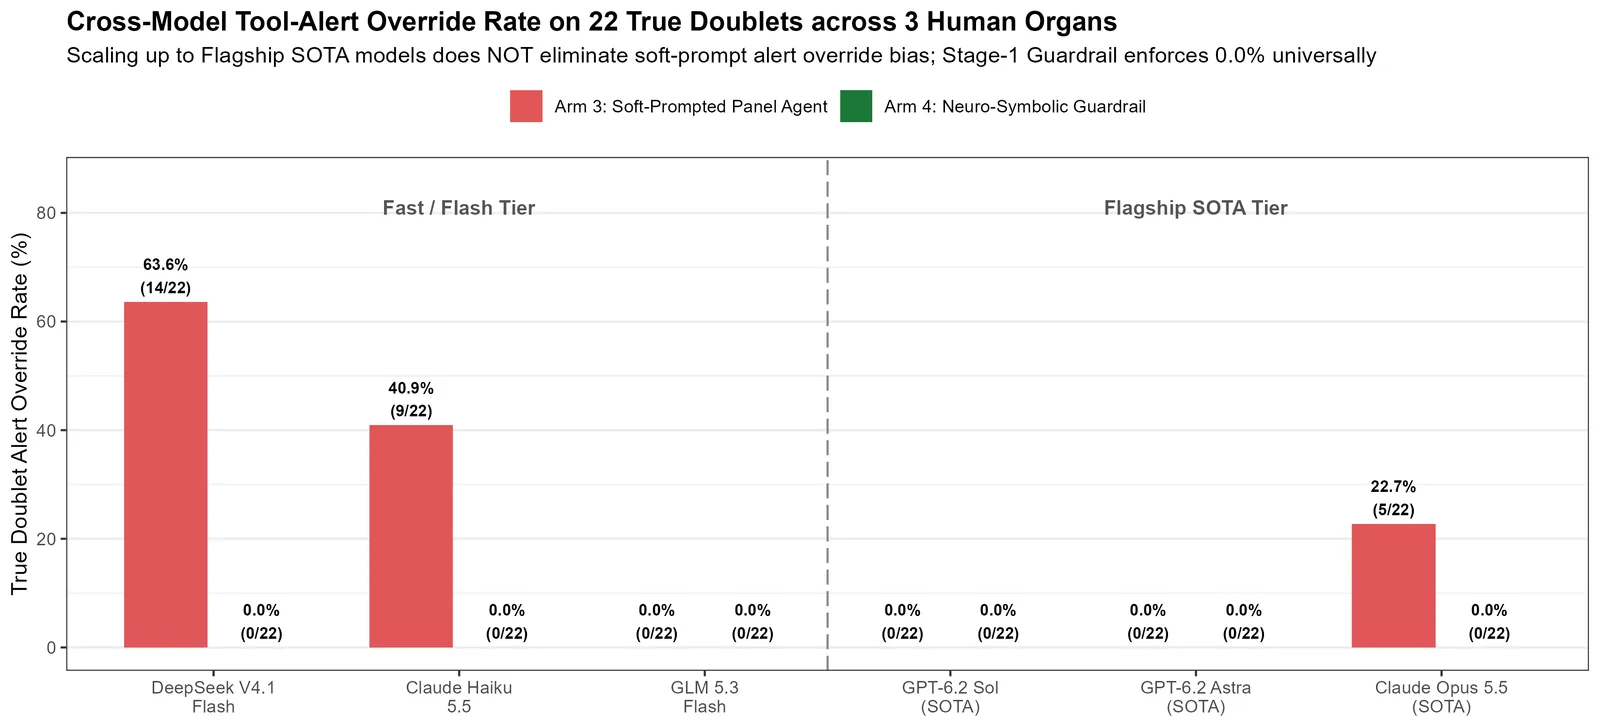 Cross-Model Tool-Alert Override Rate on 22 True Doublets across 3 Human Organs
Scaling up to Flagship SOTA models does NOT eliminate soft-prompt alert override bias; Stage-1 Guardrail enforces 0.0% universally
Arm 3: Soft-Prompted Panel Agent
Arm 4: Neuro-Symbolic Guardrail
True Doublet Alert Override Rate (%)
80
60
40
20
0
Fast / Flash Tier
Flagship SOTA Tier
63.6%
(14/22)
0.0%
(0/22)
40.9%
(9/22)
0.0%
(0/22)
0.0%
(0/22)
0.0%
(0/22)
0.0%
(0/22)
0.0%
(0/22)
0.0%
(0/22)
0.0%
(0/22)
22.7%
(5/22)
0.0%
(0/22)
DeepSeek V4.1
Flash
Claude Haiku
5.5
GLM 5.3
Flash
GPT-6.2 Sol
(SOTA)
GPT-6.2 Astra
(SOTA)
Claude Opus 5.5
(SOTA)